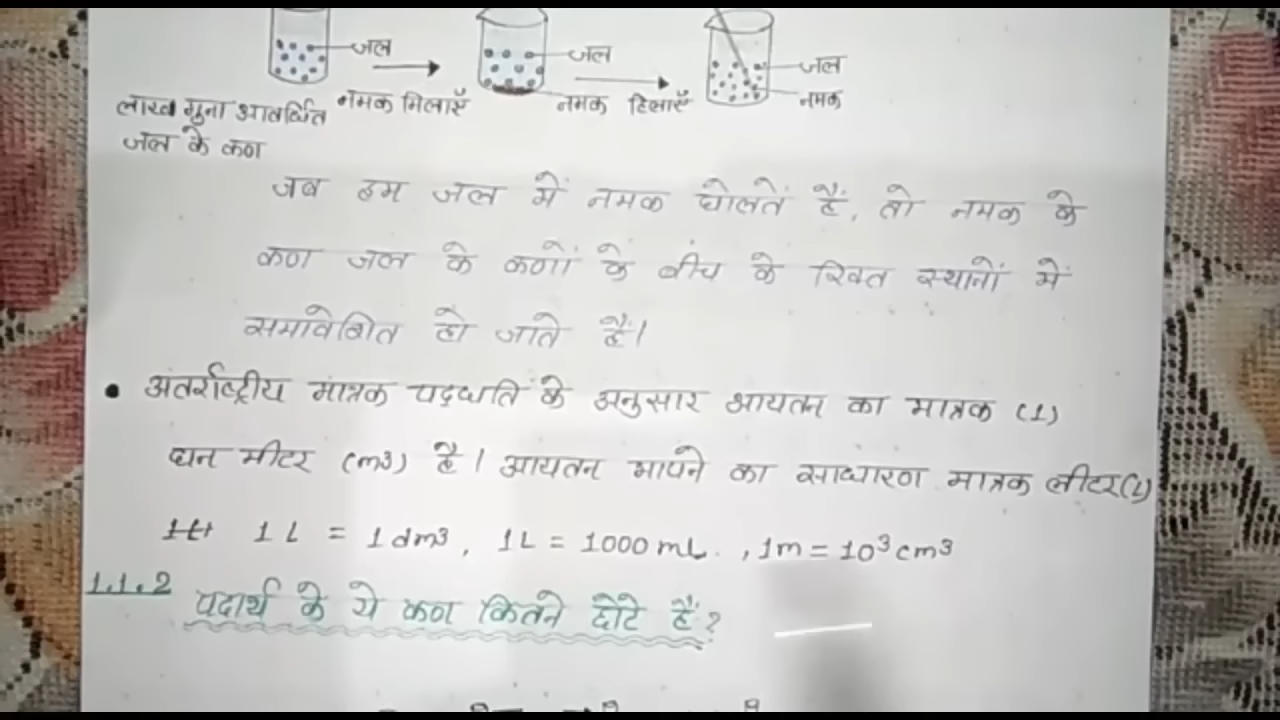 जल
जल
जल
नमक मिलाएँ
नमक हिलाएँ
नमक
लाख गुना आवर्धित
जल के कण
जब हम जल में नमक घोलतें हैं, तो नमक के
कण जल के कणों के बीच के रिक्त स्थानों में
समावेशित हो जाते हैं।
• अंतर्राष्ट्रीय मात्रक पद्धति के अनुसार आयतन का मात्रक (1)
घन मीटर (m3) है। आयतन मापने का साधारण मात्रक लीटर(L)
1 L = 1 dm³, 1L = 1000 mL. , 1m = 10³ cm³
1.1.2 पदार्थ के ये कण कितने छोटे हैं?